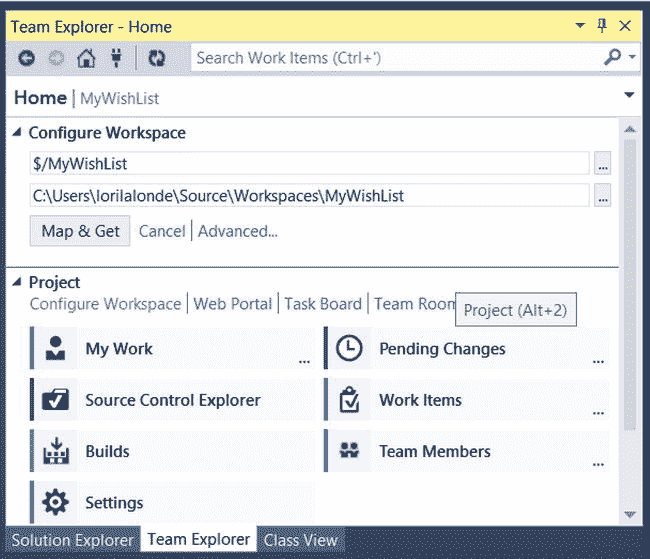 Team Explorer - Home
Search Work Items (Ctrl+')
Home | MyWishList
Configure Workspace
$/MyWishList
...
C:\Users\lorilalonde\Source\Workspaces\MyWishList
...
Map & Get Cancel | Advanced...
Project
Configure Workspace | Web Portal | Task Board | Team Room
Project (Alt+2)
My Work ...
Pending Changes ...
Source Control Explorer
Work Items ...
Builds
Team Members ...
Settings
Solution Explorer Team Explorer Class View